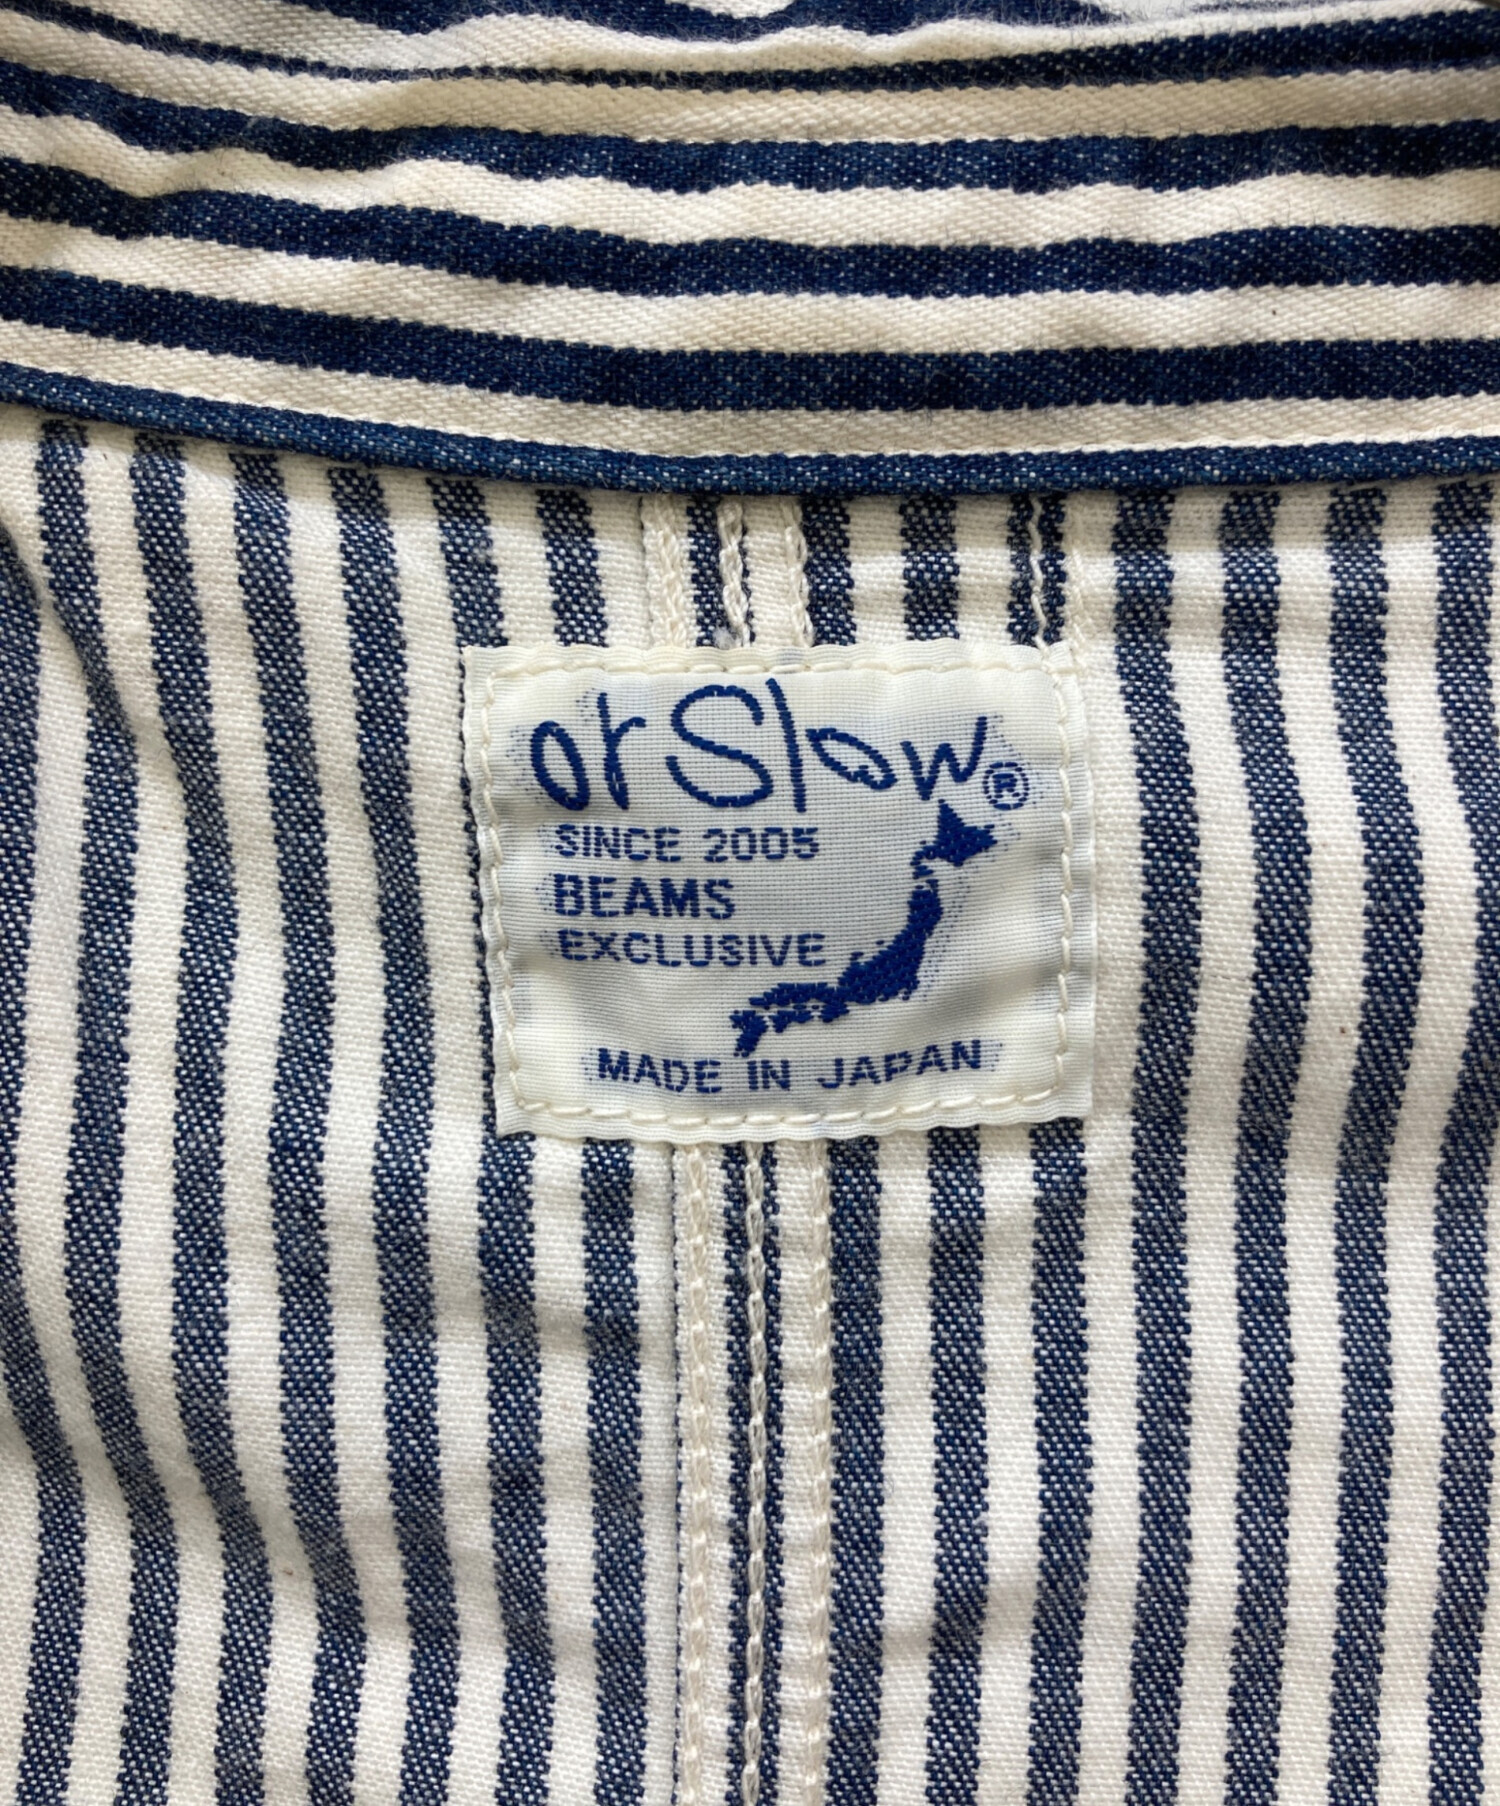 orSlow®
SINCE 2005
BEAMS
EXCLUSIVE
MADE IN JAPAN